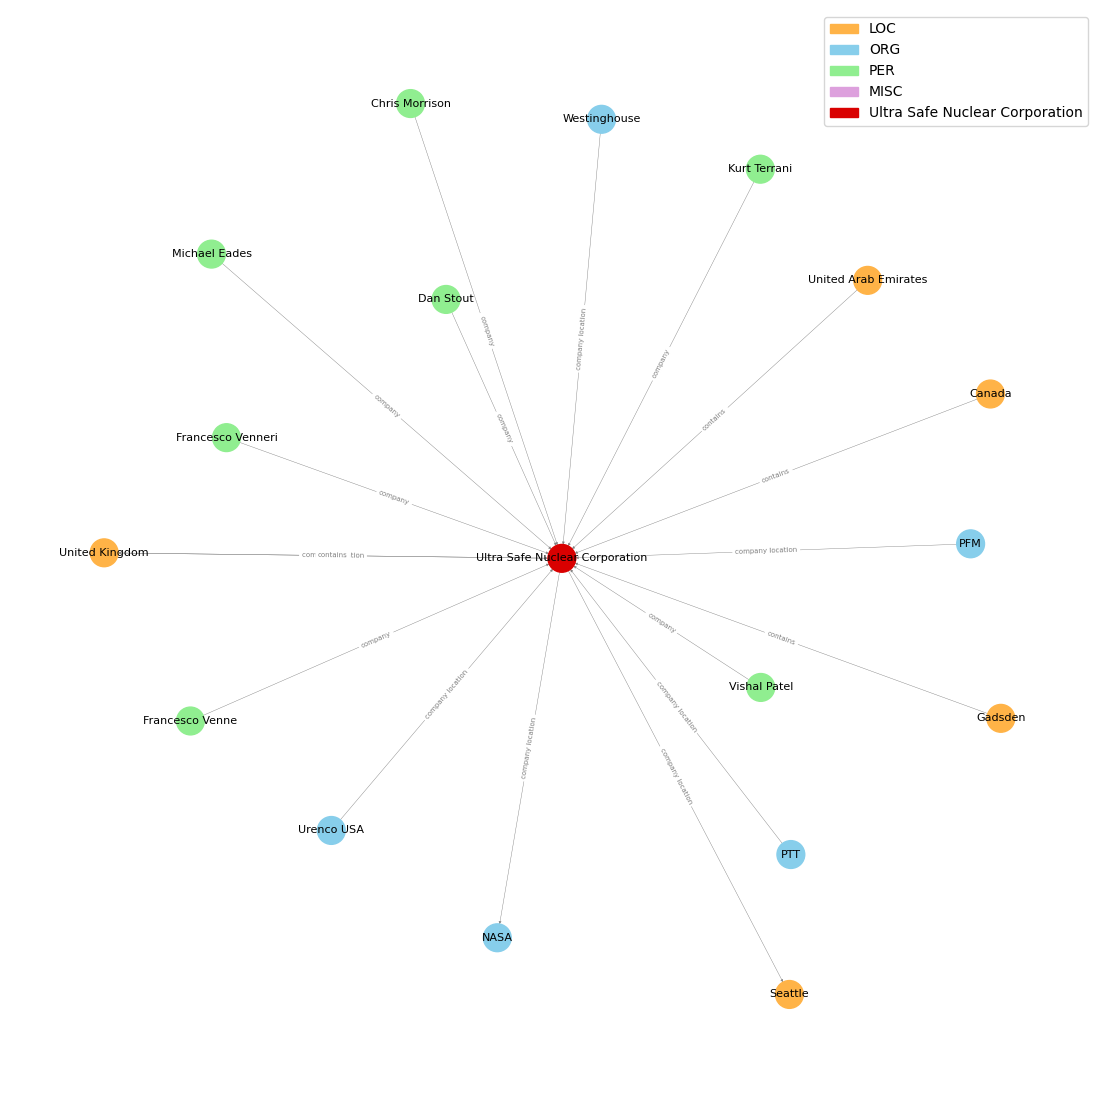 LOC
ORG
PER
MISC
Ultra Safe Nuclear Corporation
Chris Morrison
Westinghouse
Kurt Terrani
Michael Eades
United Arab Emirates
Dan Stout
company
company location
company
Canada
company
contains
company
Francesco Venneri
contains
company
United Kingdom
contains
tion
company location
PFM
Ultra Safe Nuclear Corporation
company
company
contains
Vishal Patel
company location
company location
Francesco Venne
Gadsden
company location
company location
Urenco USA
PTT
NASA
Seattle